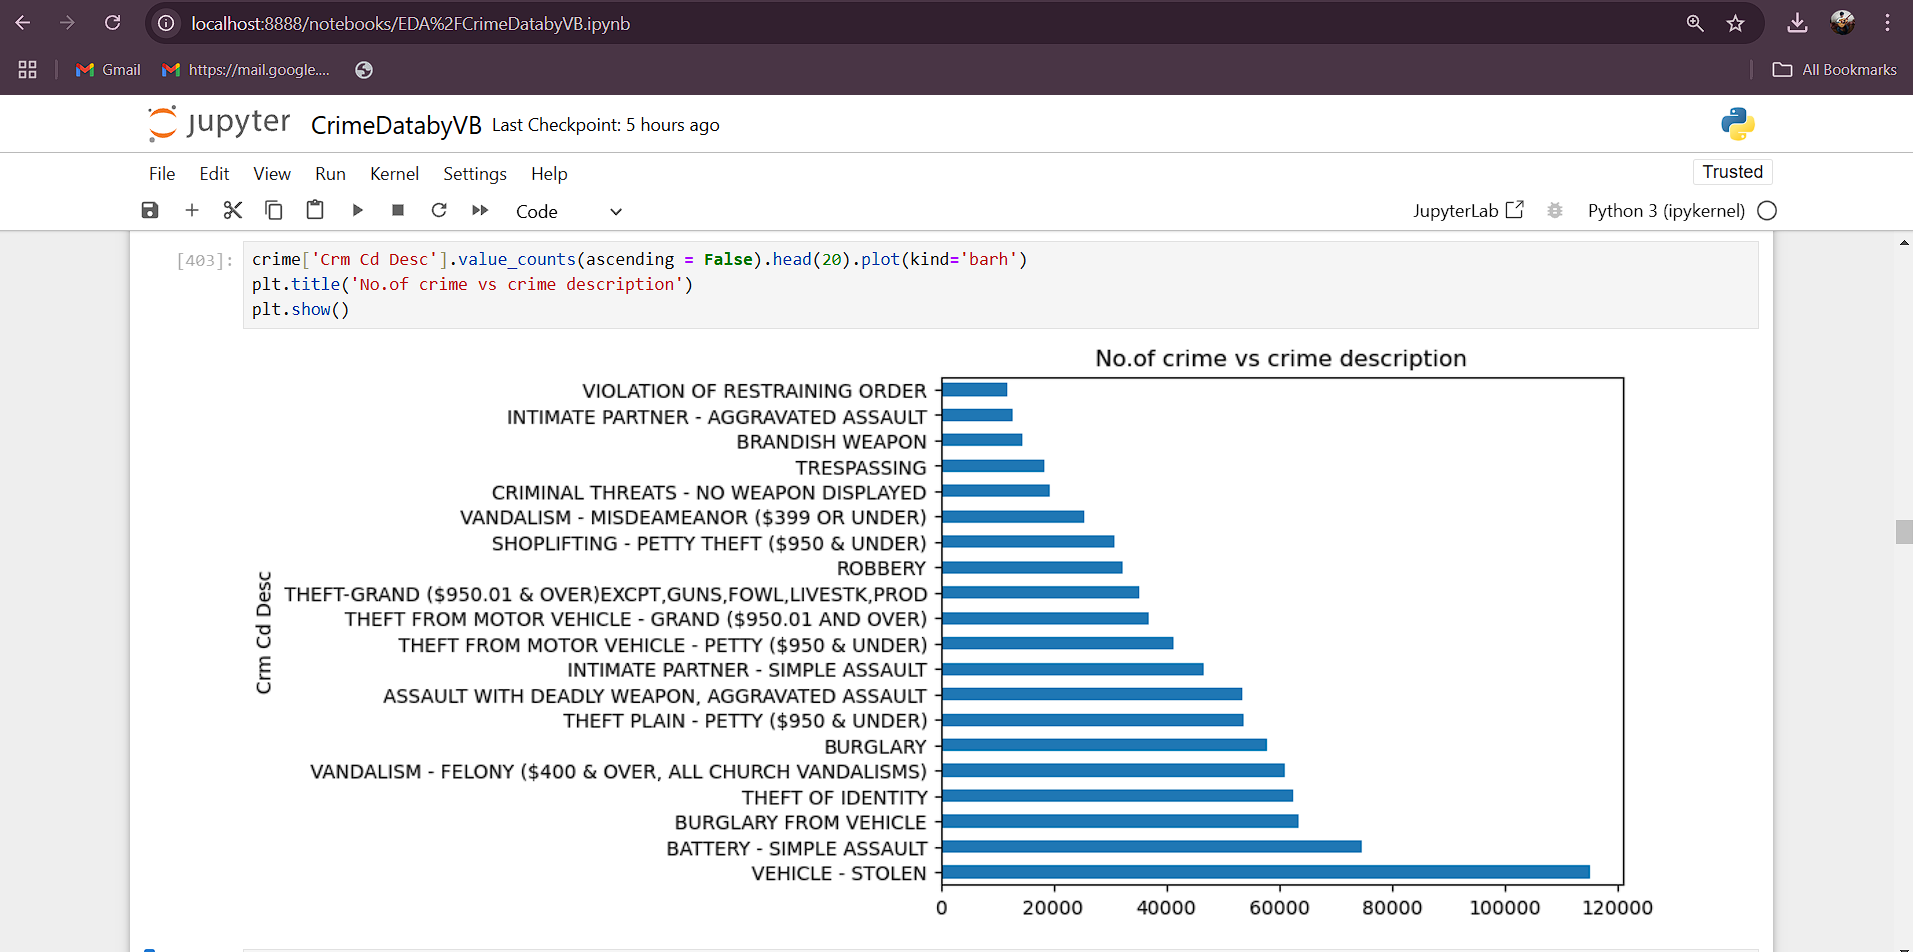 localhost:8888/notebooks/EDA%2FCrimeDatabyVB.ipynb
Gmail
https://mail.google....
All Bookmarks
jupyter CrimeDatabyVB Last Checkpoint: 5 hours ago
File Edit View Run Kernel Settings Help
Trusted
Code
JupyterLab
Python 3 (ipykernel)
[403]:
crime['Crm Cd Desc'].value_counts(ascending = False).head(20).plot(kind='barh')
plt.title('No.of crime vs crime description')
plt.show()
No.of crime vs crime description
VIOLATION OF RESTRAINING ORDER
INTIMATE PARTNER - AGGRAVATED ASSAULT
BRANDISH WEAPON
TRESPASSING
CRIMINAL THREATS - NO WEAPON DISPLAYED
VANDALISM - MISDEAMEANOR ($399 OR UNDER)
SHOPLIFTING - PETTY THEFT ($950 & UNDER)
ROBBERY
THEFT-GRAND ($950.01 & OVER)EXCPT,GUNS,FOWL,LIVESTK,PROD
THEFT FROM MOTOR VEHICLE - GRAND ($950.01 AND OVER)
THEFT FROM MOTOR VEHICLE - PETTY ($950 & UNDER)
INTIMATE PARTNER - SIMPLE ASSAULT
ASSAULT WITH DEADLY WEAPON, AGGRAVATED ASSAULT
THEFT PLAIN - PETTY ($950 & UNDER)
BURGLARY
VANDALISM - FELONY ($400 & OVER, ALL CHURCH VANDALISMS)
THEFT OF IDENTITY
BURGLARY FROM VEHICLE
BATTERY - SIMPLE ASSAULT
VEHICLE - STOLEN
Crm Cd Desc
0 20000 40000 60000 80000 100000 120000